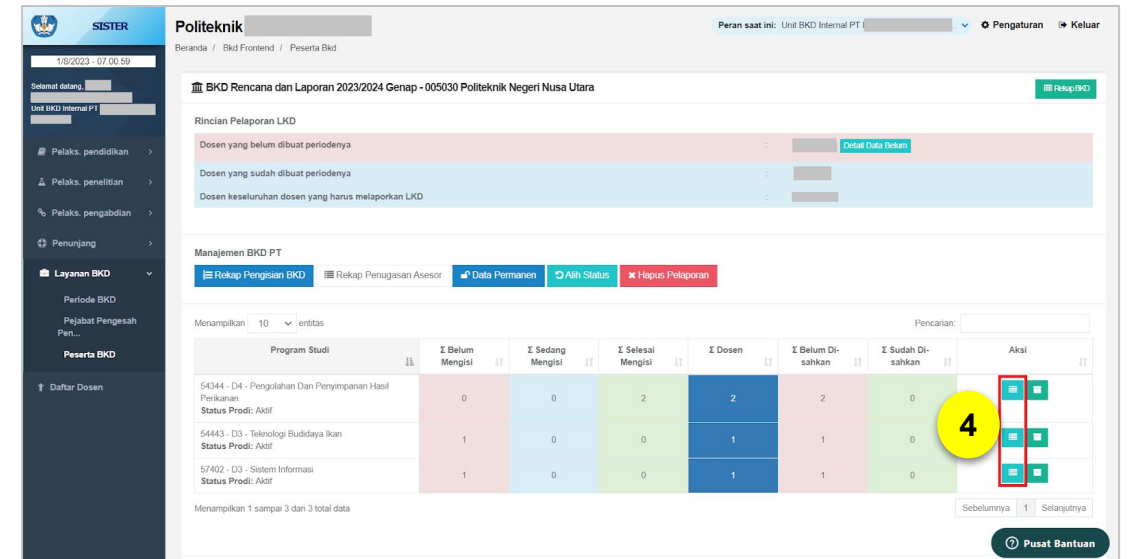 SISTER
1/8/2023 - 07:00:59
Selamat datang,
Unit BKD Internal PT
Pelaks. pendidikan
Pelaks. penelitian
Pelaks. pengabdian
Penunjang
Layanan BKD
Periode BKD
Pejabat Pengesah
Pen...
Peserta BKD
Daftar Dosen
Politeknik
Peran saat ini: Unit BKD Internal PT
Pengaturan
Keluar
Beranda / Bkd Frontend / Peserta Bkd
BKD Rencana dan Laporan 2023/2024 Genap - 005030 Politeknik Negeri Nusa Utara
Rekap BKD
Rincian Pelaporan LKD
Dosen yang belum dibuat periodenya : Detail Data Belum
Dosen yang sudah dibuat periodenya :
Dosen keseluruhan dosen yang harus melaporkan LKD :
Manajemen BKD PT
Rekap Pengisian BKD Rekap Penugasan Asesor Data Permanen Alih Status Hapus Pelaporan
Menampilkan 10 entitas Pencarian:
Program Studi Σ Belum Mengisi Σ Sedang Mengisi Σ Selesai Mengisi Σ Dosen Σ Belum Di-sahkan Σ Sudah Di-sahkan Aksi
54344 - D4 - Pengolahan Dan Penyimpanan Hasil
Perikanan
Status Prodi: Aktif
0 0 2 2 2 0
54443 - D3 - Teknologi Budidaya Ikan
Status Prodi: Aktif
1 0 0 1 1 0
4
57402 - D3 - Sistem Informasi
Status Prodi: Aktif
1 0 0 1 1 0
Menampilkan 1 sampai 3 dari 3 total data
Sebelumnya 1 Selanjutnya
Pusat Bantuan